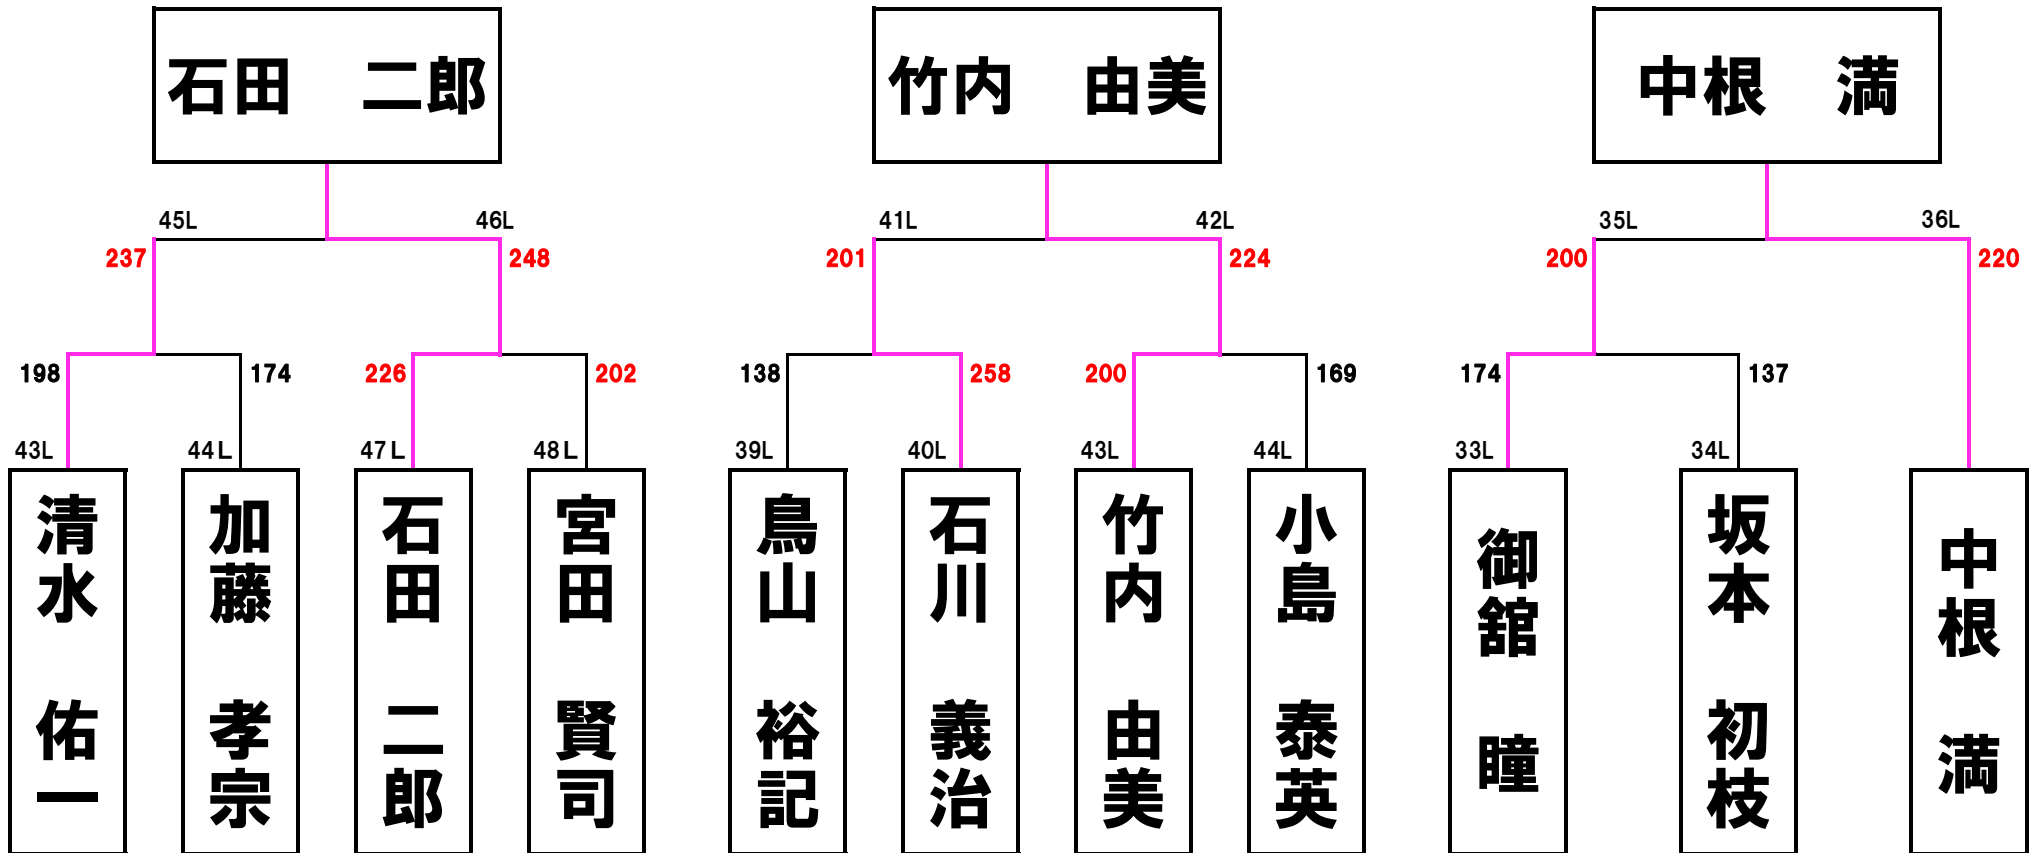 石田　二郎
竹内　由美
中根　満
45L 46L 41L 42L 35L 36L
237 248 201 224 200 220
198 174 226 202 138 258 200 169 174 137
43L 44L 47L 48L 39L 40L 43L 44L 33L 34L
清水　佑一
加藤　孝宗
石田　二郎
宮田　賢司
鳥山　裕記
石川　義治
竹内　由美
小島　泰英
御舘　瞳
坂本　初枝
中根　満